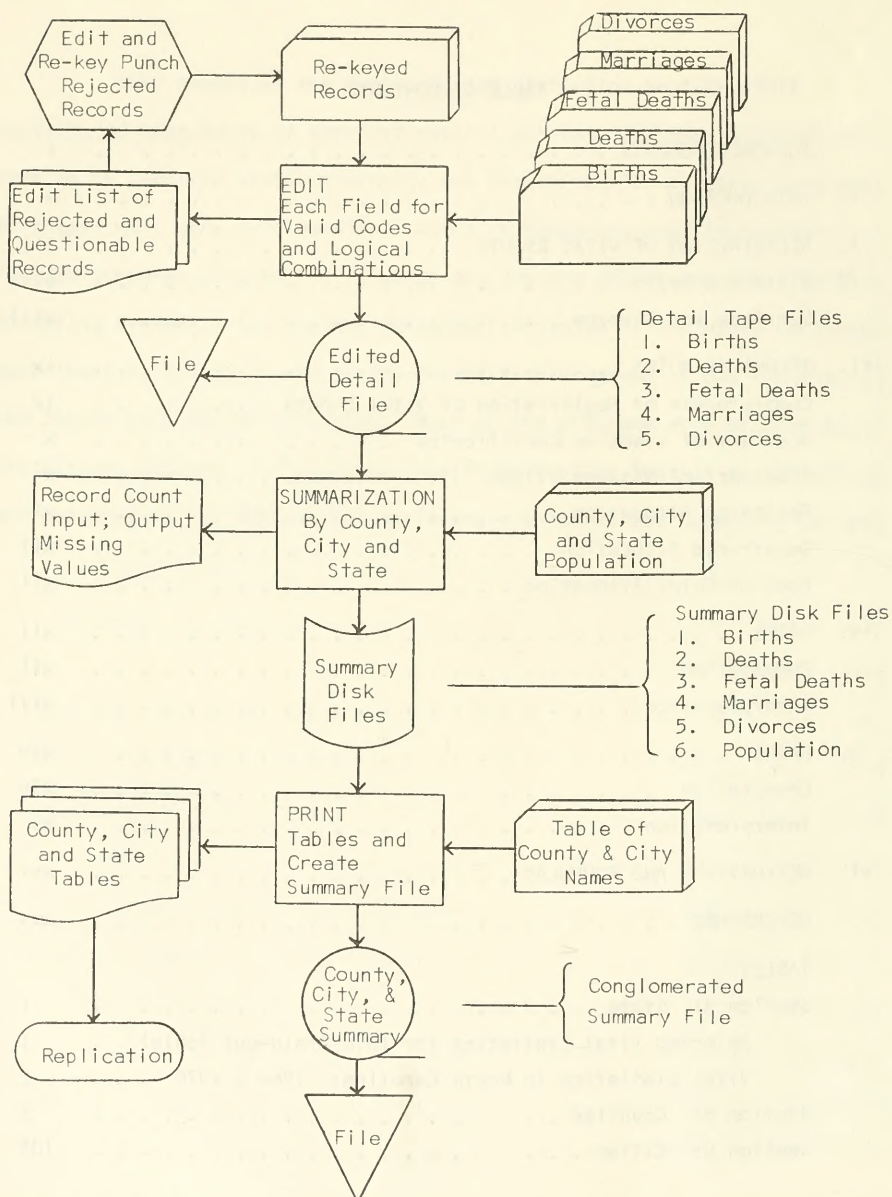 Edit and
Re-key Punch
Rejected
Records
Re-keyed
Records
Divorces
Marriages
Fetal Deaths
Deaths
Births
Edit List of
Rejected and
Questionable
Records
EDIT
Each Field for
Valid Codes
and Logical
Combinations
File
Edited
Detail
File
Detail Tape Files
1. Births
2. Deaths
3. Fetal Deaths
4. Marriages
5. Divorces
Record Count
Input; Output
Missing
Values
SUMMARIZATION
By County,
City and
State
County, City
and State
Population
Summary
Disk
Files
Summary Disk Files
1. Births
2. Deaths
3. Fetal Deaths
4. Marriages
5. Divorces
6. Population
County, City
and State
Tables
PRINT
Tables and
Create
Summary File
Table of
County & City
Names
Replication
County,
City, &
State
Summary
Conglomerated
Summary File
File